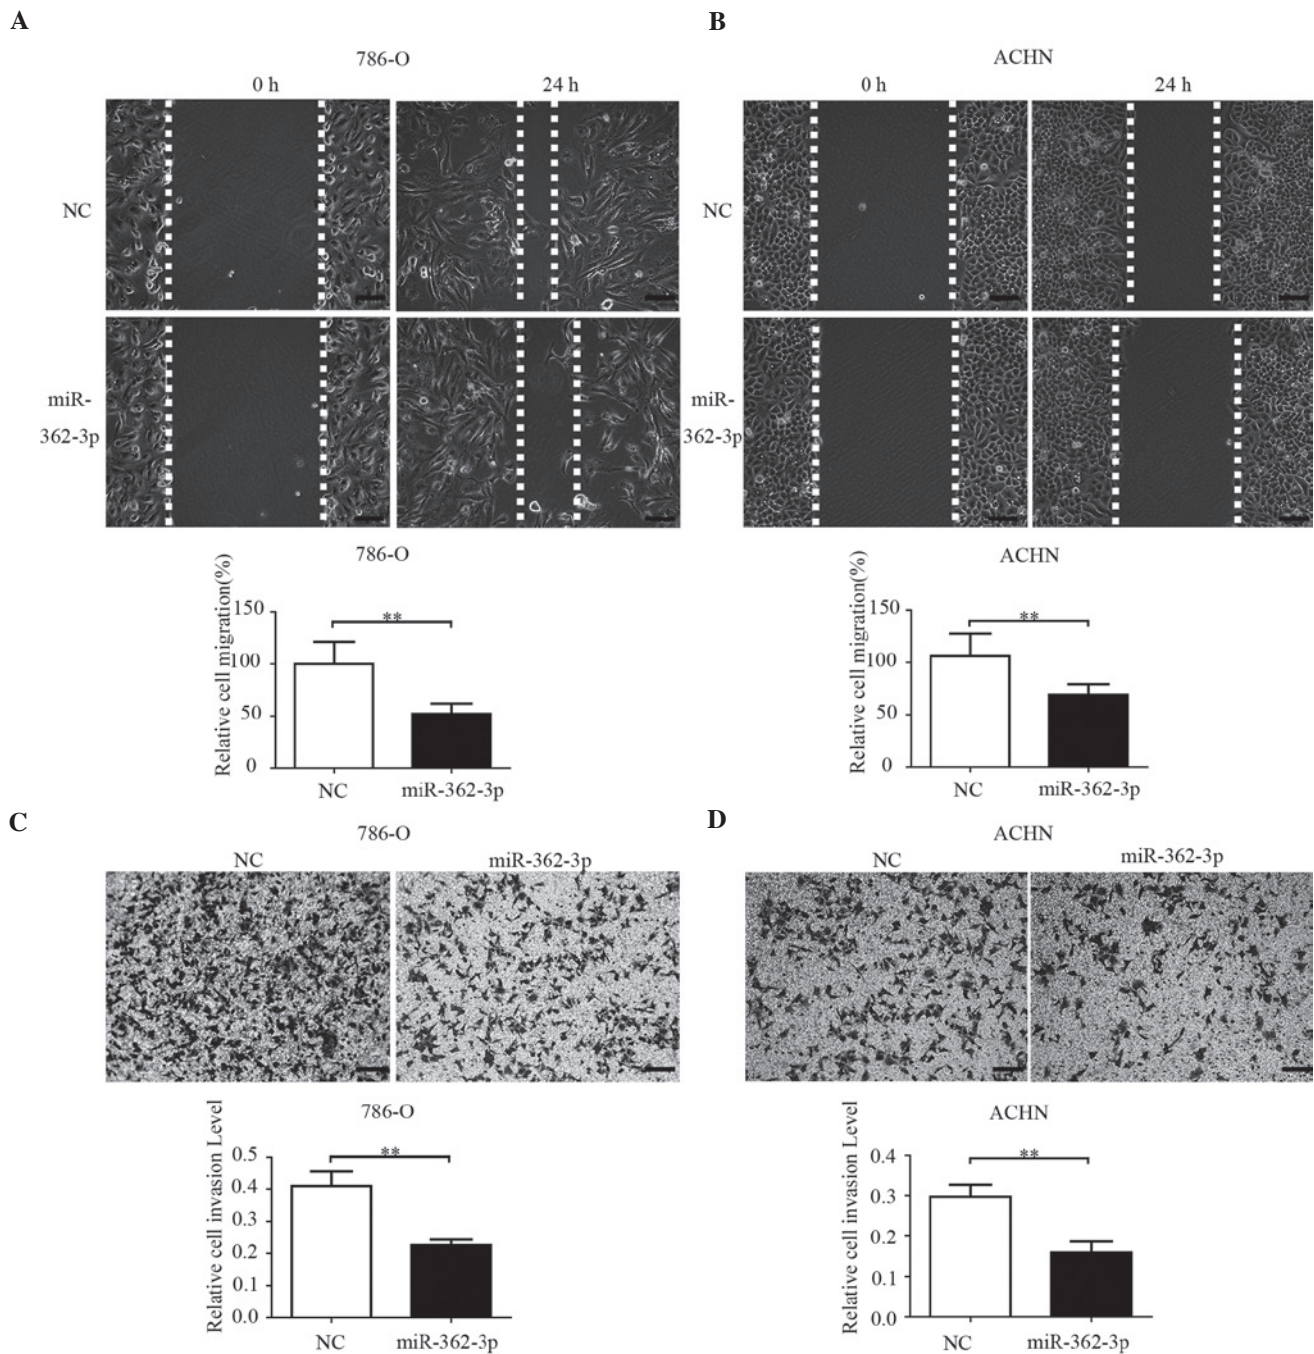 A
B
786-O
ACHN
0 h
24 h
0 h
24 h
NC
NC
miR-
362-3p
miR-
362-3p
786-O
ACHN
Relative cell migration(%)
150
100
50
0
**
NC
miR-362-3p
Relative cell migration(%)
150
100
50
0
**
NC
miR-362-3p
C
D
786-O
ACHN
NC
miR-362-3p
NC
miR-362-3p
786-O
ACHN
Relative cell invasion Level
0.5
0.4
0.3
0.2
0.1
0.0
**
NC
miR-362-3p
Relative cell invasion Level
0.4
0.3
0.2
0.1
0.0
**
NC
miR-362-3p